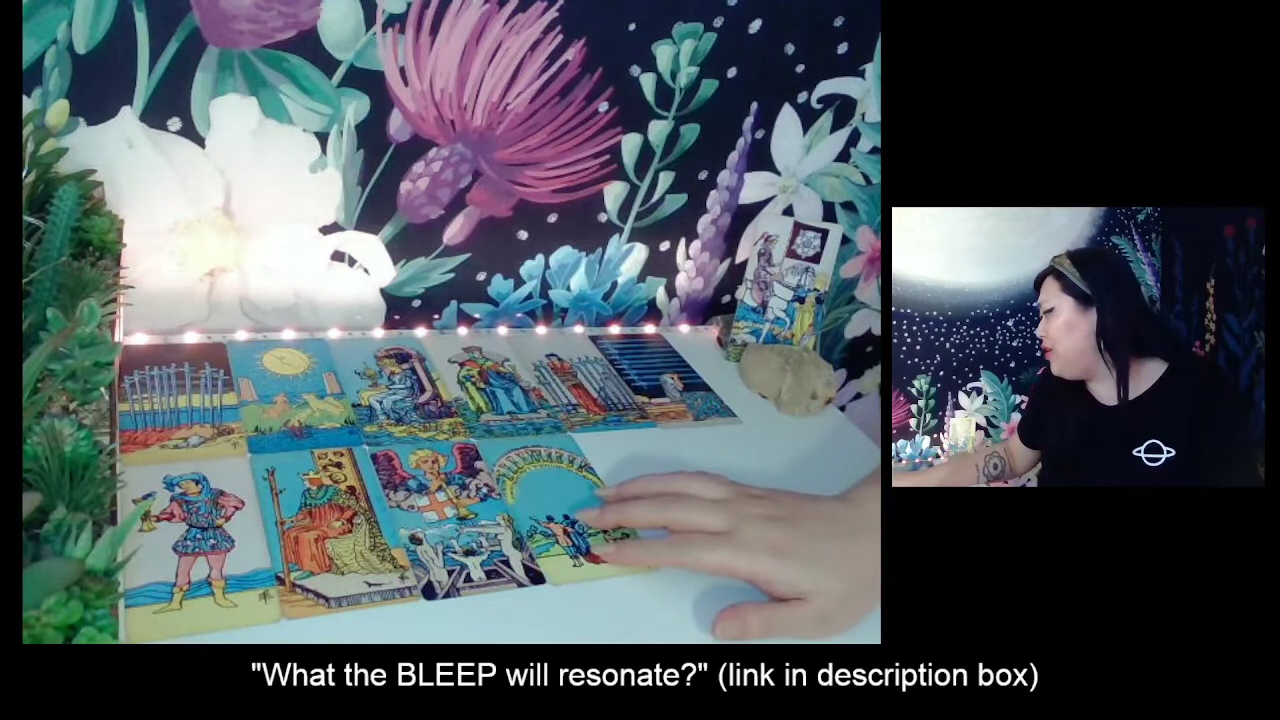 "What the BLEEP will resonate?" (link in description box)